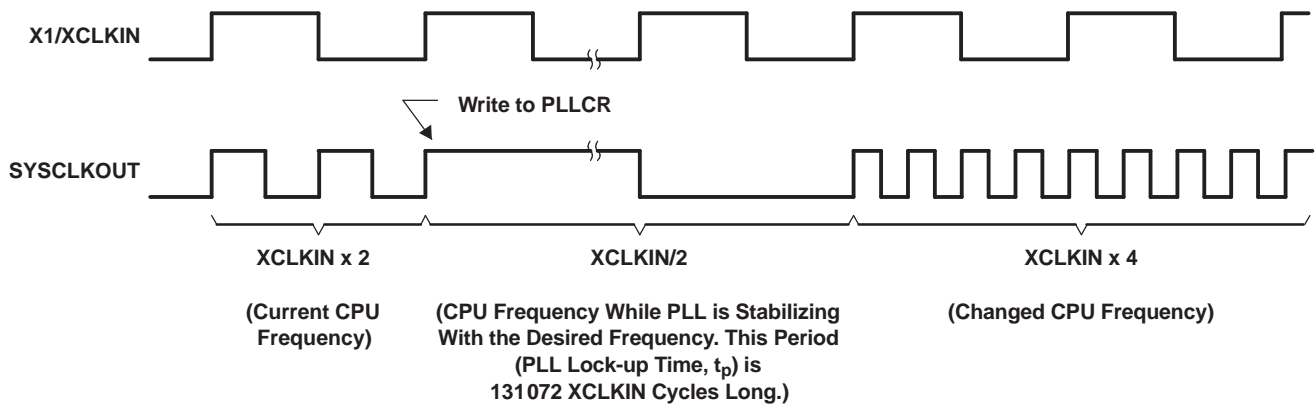 X1/XCLKIN
Write to PLLCR
SYSCLKOUT
XCLKIN x 2
XCLKIN/2
XCLKIN x 4
(Current CPU
Frequency)
(CPU Frequency While PLL is Stabilizing
With the Desired Frequency. This Period
(PLL Lock-up Time, tp) is
131072 XCLKIN Cycles Long.)
(Changed CPU Frequency)